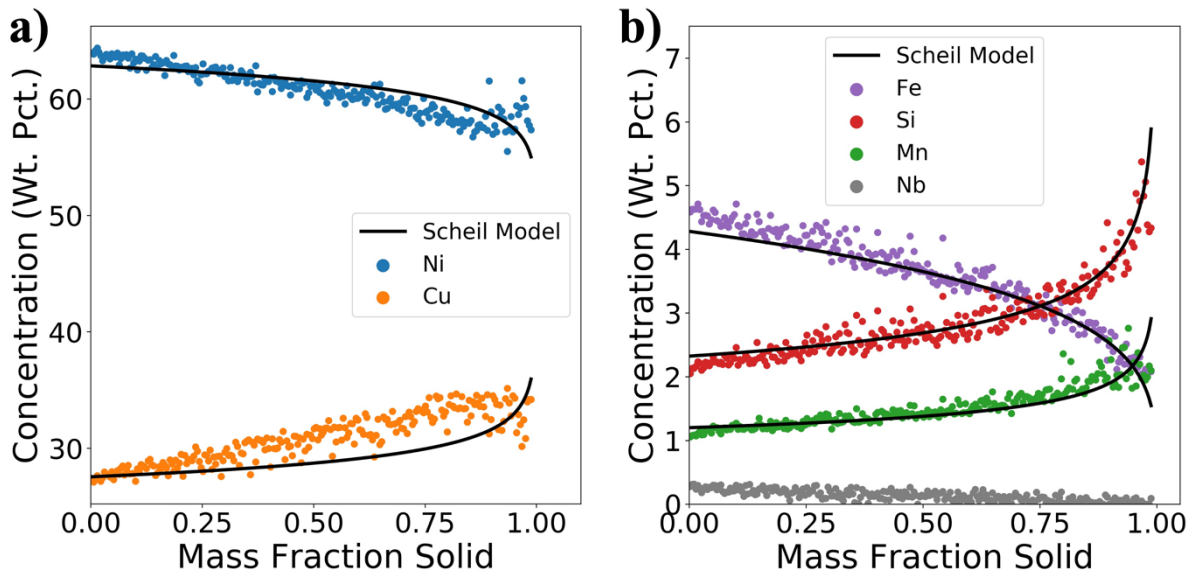 a)
Concentration (Wt. Pct.)
60
50
40
30
Scheil Model
Ni
Cu
0.00
0.25
0.50
0.75
1.00
Mass Fraction Solid
b)
Concentration (Wt. Pct.)
7
6
5
4
3
2
1
0
Scheil Model
Fe
Si
Mn
Nb
0.00
0.25
0.50
0.75
1.00
Mass Fraction Solid